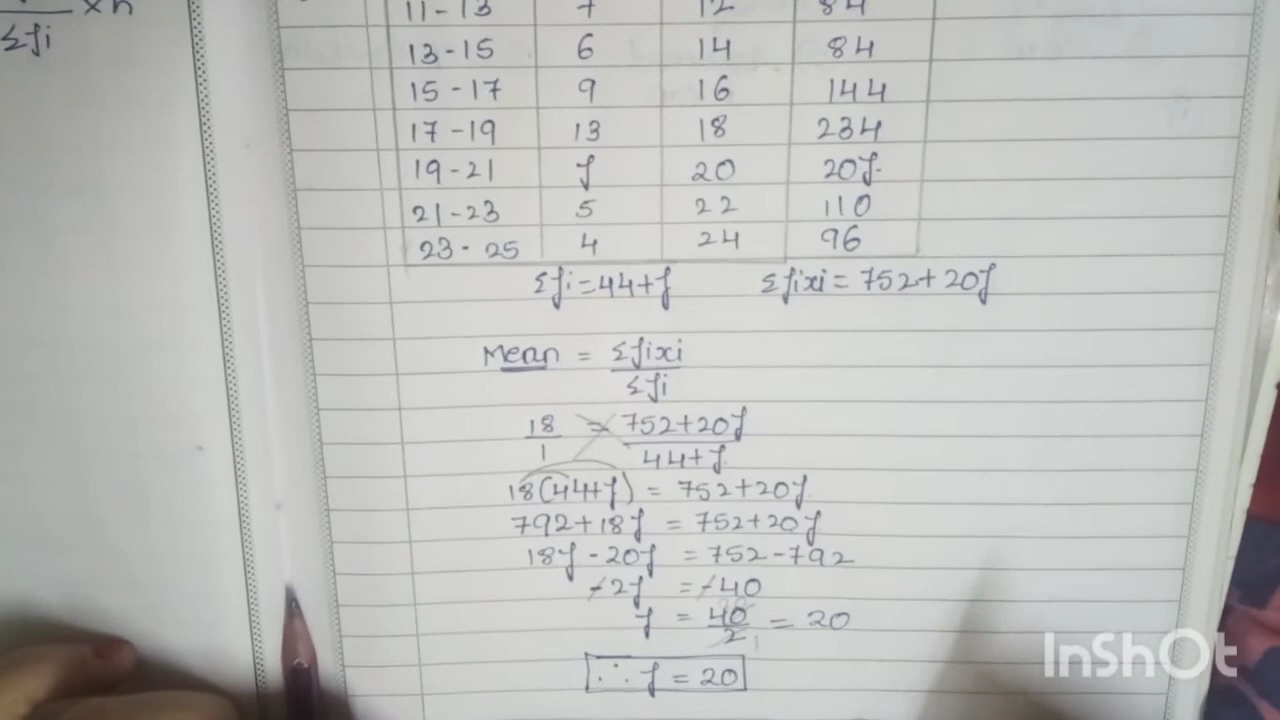 ×h
Σfi
11-13 7 12 84
13-15 6 14 84
15-17 9 16 144
17-19 13 18 234
19-21 f 20 20f
21-23 5 22 110
23-25 4 24 96
Σfi=44+f Σfixi=752+20f
Mean = Σfixi
Σfi
18 = 752+20f
1 44+f
18(44+f) = 752+20f
792+18f = 752+20f
18f-20f = 752-792
-2f = -40
f = 40 = 20
2 1
∴ f = 20
InShOt